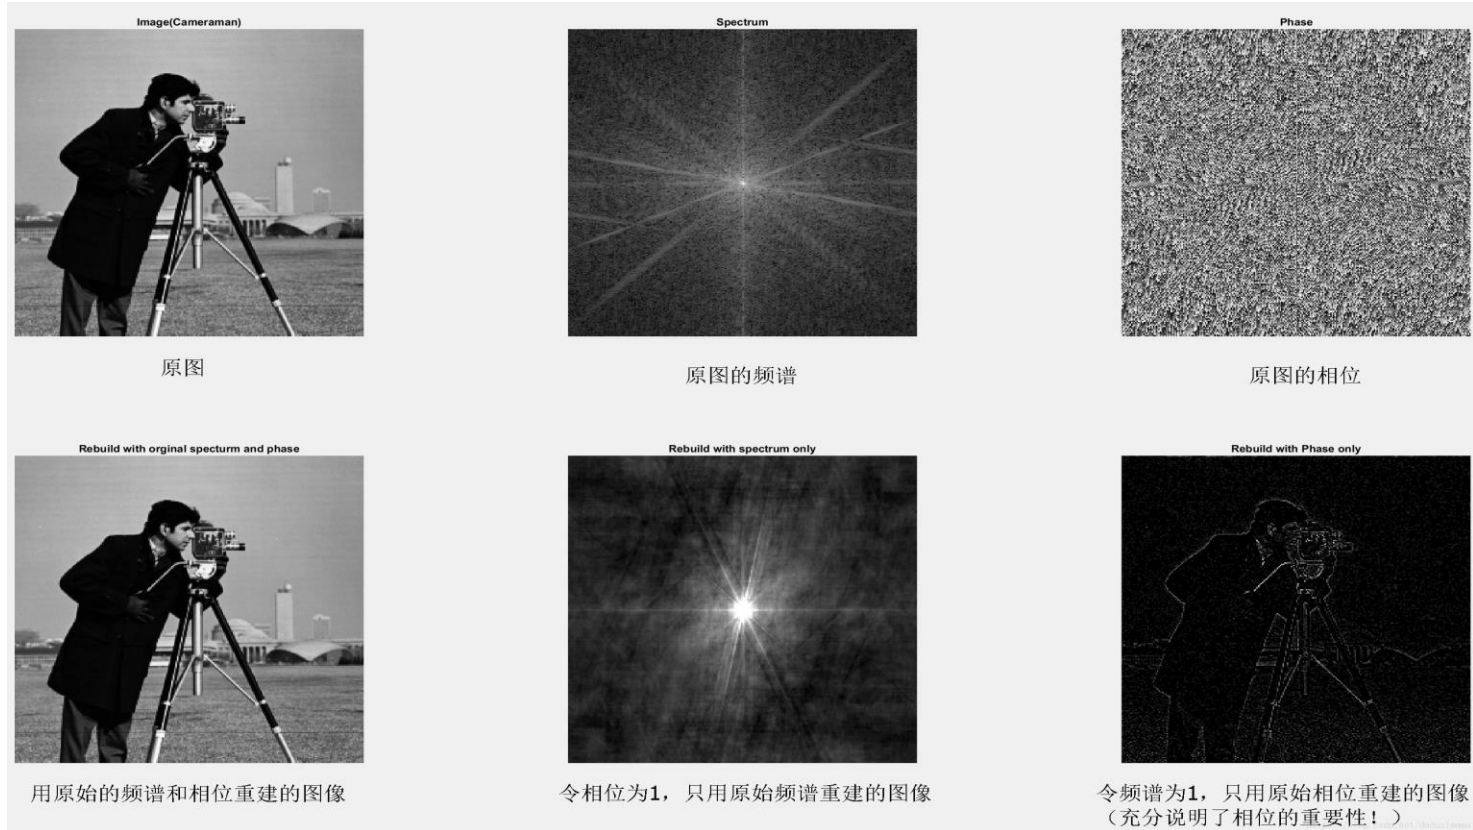 Image(Cameraman)
Spectrum
Phase
原图
原图的频谱
原图的相位
Rebuild with orginal specturm and phase
Rebuild with spectrum only
Rebuild with Phase only
用原始的频谱和相位重建的图像
令相位为1，只用原始频谱重建的图像
令频谱为1，只用原始相位重建的图像
（充分说明了相位的重要性！）